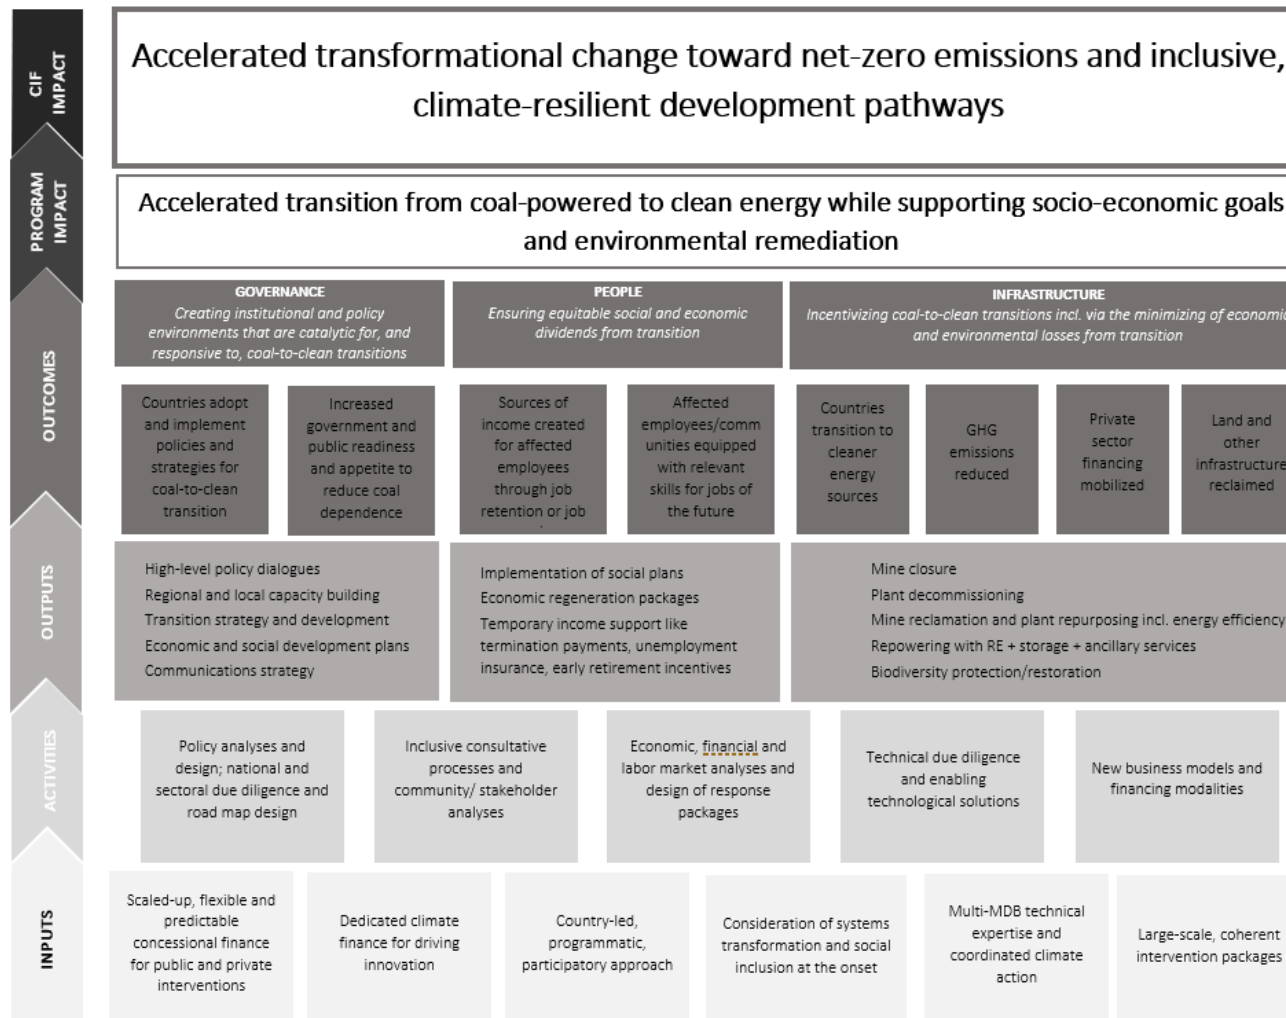 CIF
IMPACT
Accelerated transformational change toward net-zero emissions and inclusive,
climate-resilient development pathways
PROGRAM
IMPACT
Accelerated transition from coal-powered to clean energy while supporting socio-economic goals
and environmental remediation
OUTCOMES
GOVERNANCE
Creating institutional and policy
environments that are catalytic for, and
responsive to, coal-to-clean transitions
PEOPLE
Ensuring equitable social and economic
dividends from transition
INFRASTRUCTURE
Incentivizing coal-to-clean transitions incl. via the minimizing of economic
and environmental losses from transition
Countries adopt
and implement
policies and
strategies for
coal-to-clean
transition
Increased
government and
public readiness
and appetite to
reduce coal
dependence
Sources of
income created
for affected
employees
through job
retention or job
Affected
employees/comm
unities equipped
with relevant
skills for jobs of
the future
Countries
transition to
cleaner
energy
sources
GHG
emissions
reduced
Private
sector
financing
mobilized
Land and
other
infrastructure
reclaimed
OUTPUTS
High-level policy dialogues
Regional and local capacity building
Transition strategy and development
Economic and social development plans
Communications strategy
Implementation of social plans
Economic regeneration packages
Temporary income support like
termination payments, unemployment
insurance, early retirement incentives
Mine closure
Plant decommissioning
Mine reclamation and plant repurposing incl. energy efficiency
Repowering with RE + storage + ancillary services
Biodiversity protection/restoration
ACTIVITIES
Policy analyses and
design; national and
sectoral due diligence and
road map design
Inclusive consultative
processes and
community/ stakeholder
analyses
Economic, financial and
labor market analyses and
design of response
packages
Technical due diligence
and enabling
technological solutions
New business models and
financing modalities
INPUTS
Scaled-up, flexible and
predictable
concessional finance
for public and private
interventions
Dedicated climate
finance for driving
innovation
Country-led,
programmatic,
participatory approach
Consideration of systems
transformation and social
inclusion at the onset
Multi-MDB technical
expertise and
coordinated climate
action
Large-scale, coherent
intervention packages